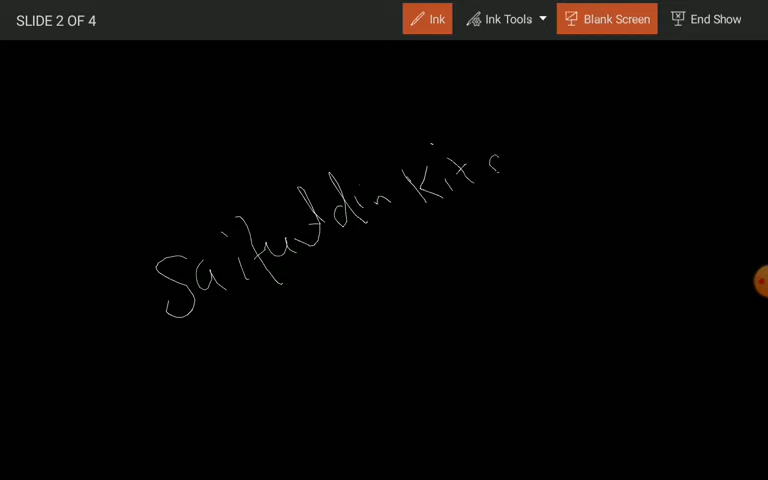 SLIDE 2 OF 4 Ink Ink Tools Blank Screen End Show
Saifuddin Kit